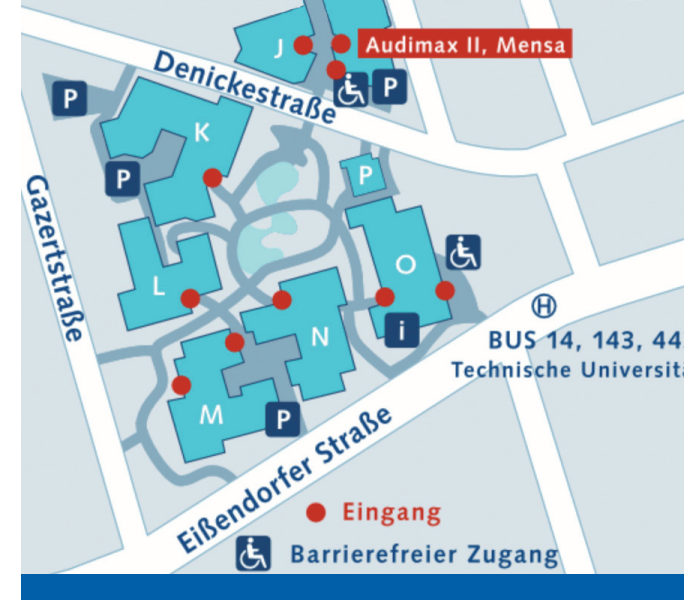 J
Audimax II, Mensa
Denickestraße
P
P
K
P
P
Gazertstraße
O
L
H
i
N
BUS 14, 143, 44
Technische Universit
M
P
Eißendorfer Straße
Eingang
Barrierefreier Zugang